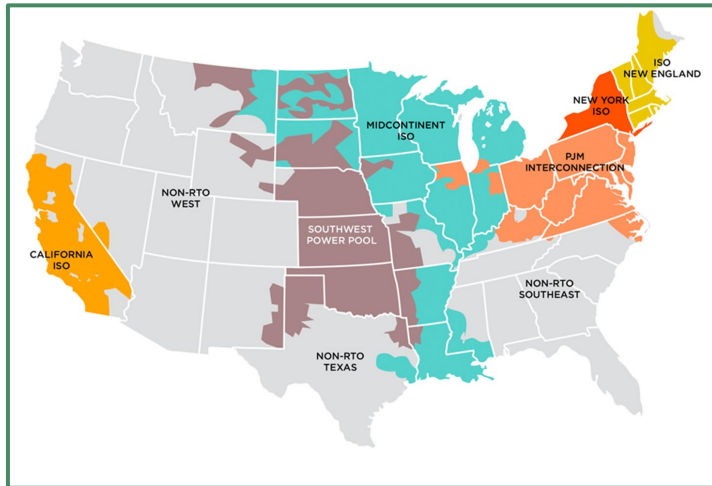 ISO
NEW ENGLAND
NEW YORK
ISO
MIDCONTINENT
ISO
PJM
INTERCONNECTION
NON-RTO
WEST
SOUTHWEST
POWER POOL
CALIFORNIA
ISO
NON-RTO
SOUTHEAST
NON-RTO
TEXAS